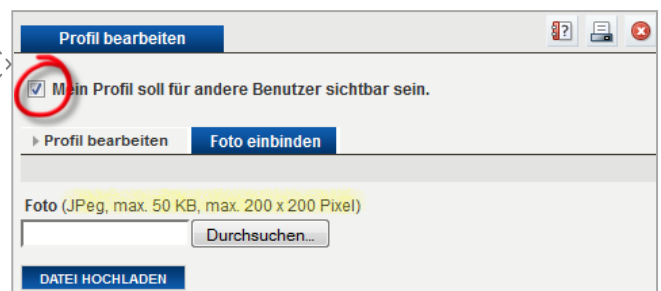 Profil bearbeiten
Mein Profil soll für andere Benutzer sichtbar sein.
Profil bearbeiten Foto einbinden
Foto (JPeg, max. 50 KB, max. 200 x 200 Pixel)
Durchsuchen...
DATEI HOCHLADEN